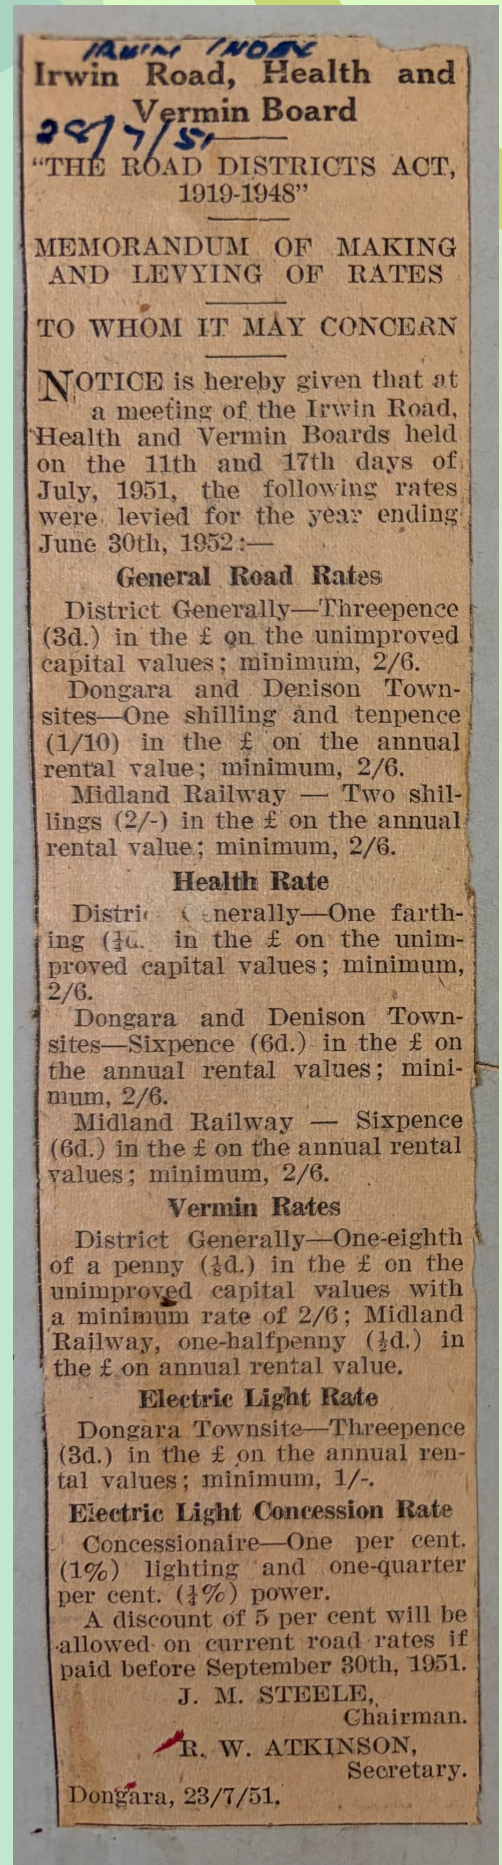 IRWIN INDEX
Irwin Road, Health and
Vermin Board
28/7/51
"THE ROAD DISTRICTS ACT,
1919-1948"
MEMORANDUM OF MAKING
AND LEVYING OF RATES
TO WHOM IT MAY CONCERN
NOTICE is hereby given that at
a meeting of the Irwin Road,
Health and Vermin Boards held
on the 11th and 17th days of
July, 1951, the following rates
were levied for the year ending
June 30th, 1952:—
General Road Rates
District Generally—Threepence
(3d.) in the £ on the unimproved
capital values; minimum, 2/6.
Dongara and Denison Town-
sites—One shilling and tenpence
(1/10) in the £ on the annual
rental value; minimum, 2/6.
Midland Railway — Two shil-
lings (2/-) in the £ on the annual
rental value; minimum, 2/6.
Health Rate
District Generally—One farth-
ing (¼d.) in the £ on the unim-
proved capital values; minimum,
2/6.
Dongara and Denison Town-
sites—Sixpence (6d.) in the £ on
the annual rental values; mini-
mum, 2/6.
Midland Railway — Sixpence
(6d.) in the £ on the annual rental
values; minimum, 2/6.
Vermin Rates
District Generally—One-eighth
of a penny (⅛d.) in the £ on the
unimproved capital values with
a minimum rate of 2/6; Midland
Railway, one-halfpenny (½d.) in
the £ on annual rental value.
Electric Light Rate
Dongara Townsite—Threepence
(3d.) in the £ on the annual ren-
tal values; minimum, 1/-.
Electric Light Concession Rate
Concessionaire—One per cent.
(1%) lighting and one-quarter
per cent. (¼%) power.
A discount of 5 per cent will be
allowed on current road rates if
paid before September 30th, 1951.
J. M. STEELE,
Chairman.
R. W. ATKINSON,
Secretary.
Dongara, 23/7/51.